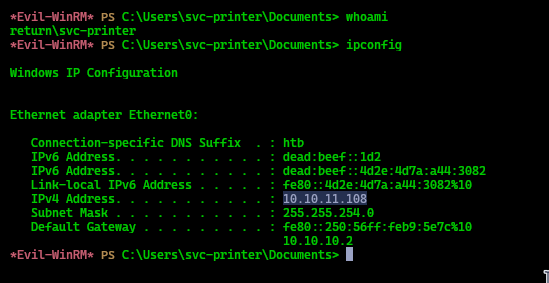 *Evil-WinRM* PS C:\Users\svc-printer\Documents> whoami
return\svc-printer
*Evil-WinRM* PS C:\Users\svc-printer\Documents> ipconfig
Windows IP Configuration
Ethernet adapter Ethernet0:
Connection-specific DNS Suffix  . : htb
IPv6 Address. . . . . . . . . . . : dead:beef::1d2
IPv6 Address. . . . . . . . . . . : dead:beef::4d2e:4d7a:a44:3082
Link-local IPv6 Address . . . . . : fe80::4d2e:4d7a:a44:3082%10
IPv4 Address. . . . . . . . . . . : 10.10.11.108
Subnet Mask . . . . . . . . . . . : 255.255.254.0
Default Gateway . . . . . . . . . : fe80::250:56ff:feb9:5e7c%10
10.10.10.2
*Evil-WinRM* PS C:\Users\svc-printer\Documents>